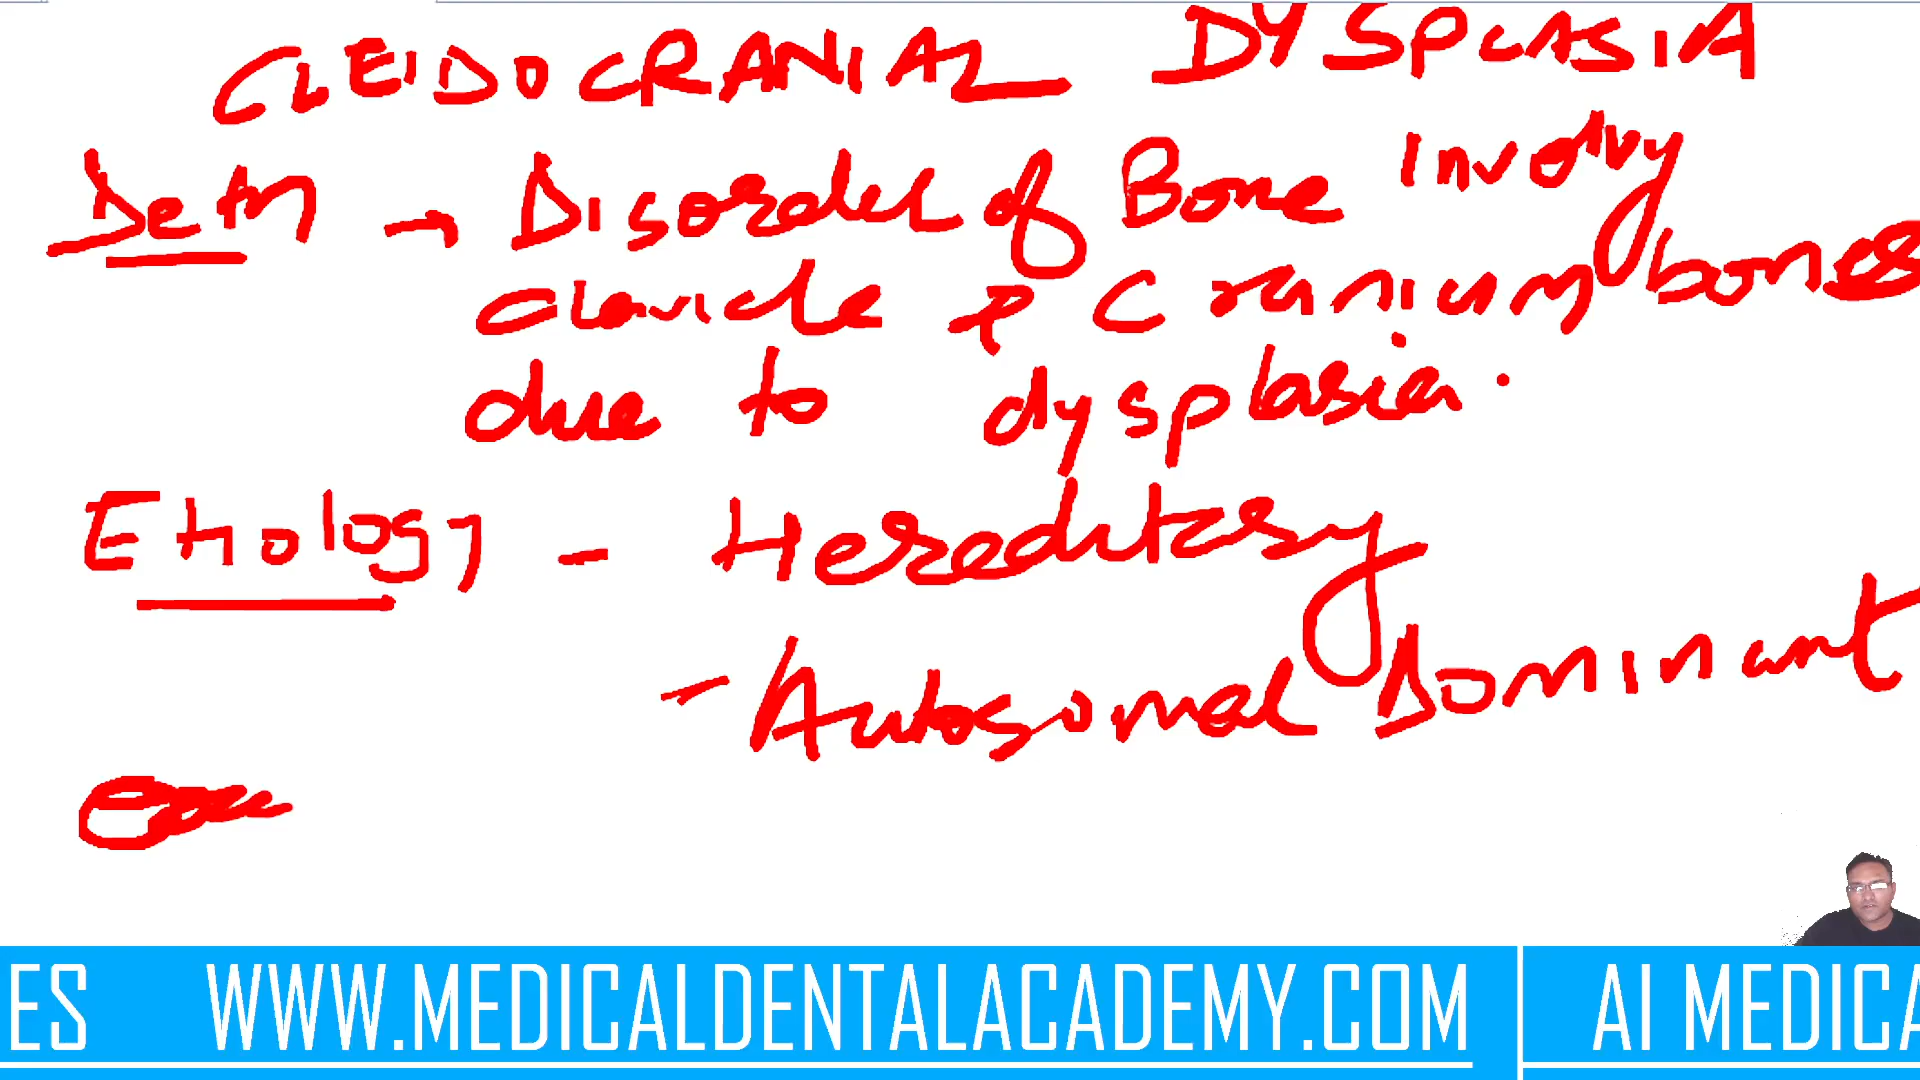 CLEIDOCRANIAL DYSPLASIA
Defn → Disorder of Bone Involvy
clavicle & Cranium bones
due to dysplasia.
Etiology - Hereditary
- Autosomal Dominant
ES WWW.MEDICALDENTALACADEMY.COM AI MEDICA